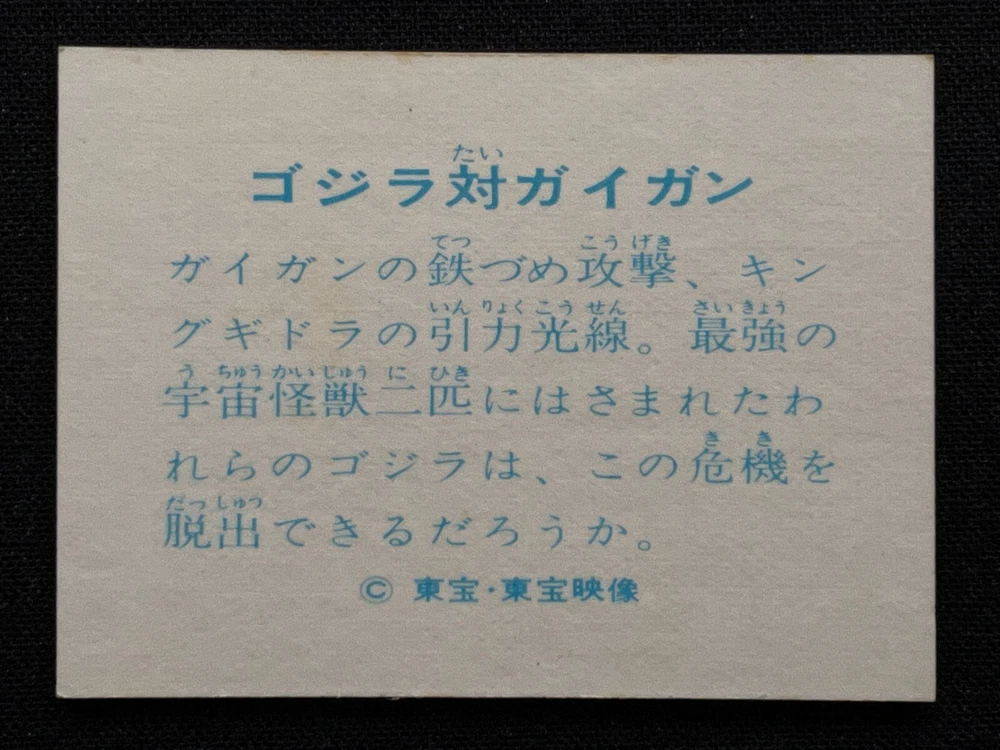 ゴジラ対ガイガン
ガイガンの鉄づめ攻撃、キン
グギドラの引力光線。最強の
宇宙怪獣二匹にはさまれたわ
れらのゴジラは、この危機を
脱出できるだろうか。
© 東宝・東宝映像